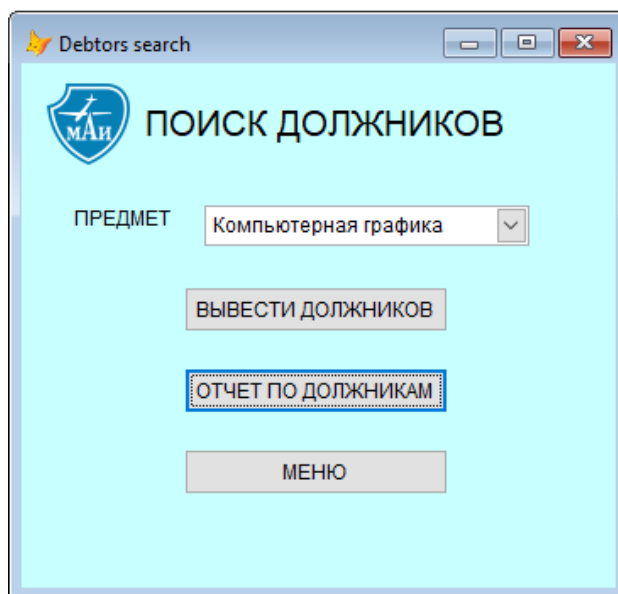 Debtors search
МАИ
ПОИСК ДОЛЖНИКОВ
ПРЕДМЕТ
Компьютерная графика
ВЫВЕСТИ ДОЛЖНИКОВ
ОТЧЕТ ПО ДОЛЖНИКАМ
МЕНЮ